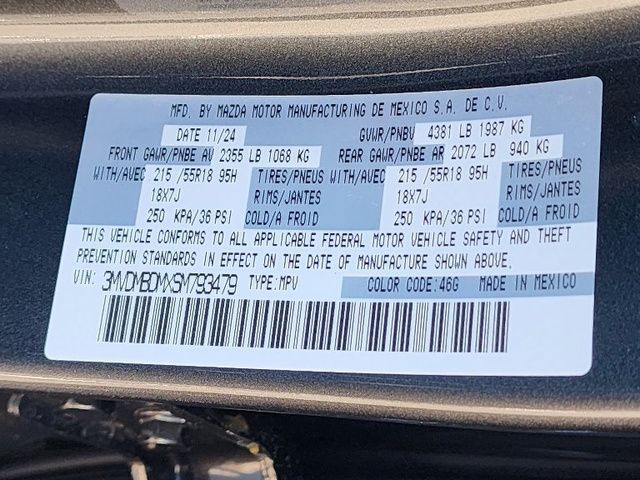 MFD. BY MAZDA MOTOR MANUFACTURING DE MEXICO S.A. DE C.V.
DATE 11/24 GVWR/PNBV 4381 LB 1987 KG
FRONT GAWR/PNBE AV 2355 LB 1068 KG REAR GAWR/PNBE AR 2072 LB 940 KG
WITH/AVEC 215 /55R18 95H TIRES/PNEUS WITH/AVEC 215 /55R18 95H TIRES/PNEUS
18X7J RIMS/JANTES 18X7J RIMS/JANTES
250 KPA/36 PSI COLD/A FROID 250 KPA/36 PSI COLD/A FROID
THIS VEHICLE CONFORMS TO ALL APPLICABLE FEDERAL MOTOR VEHICLE SAFETY AND THEFT
PREVENTION STANDARDS IN EFFECT ON THE DATE OF MANUFACTURE SHOWN ABOVE.
VIN: 3MVDMBDMXSM793479 TYPE:MPV COLOR CODE:46G MADE IN MEXICO